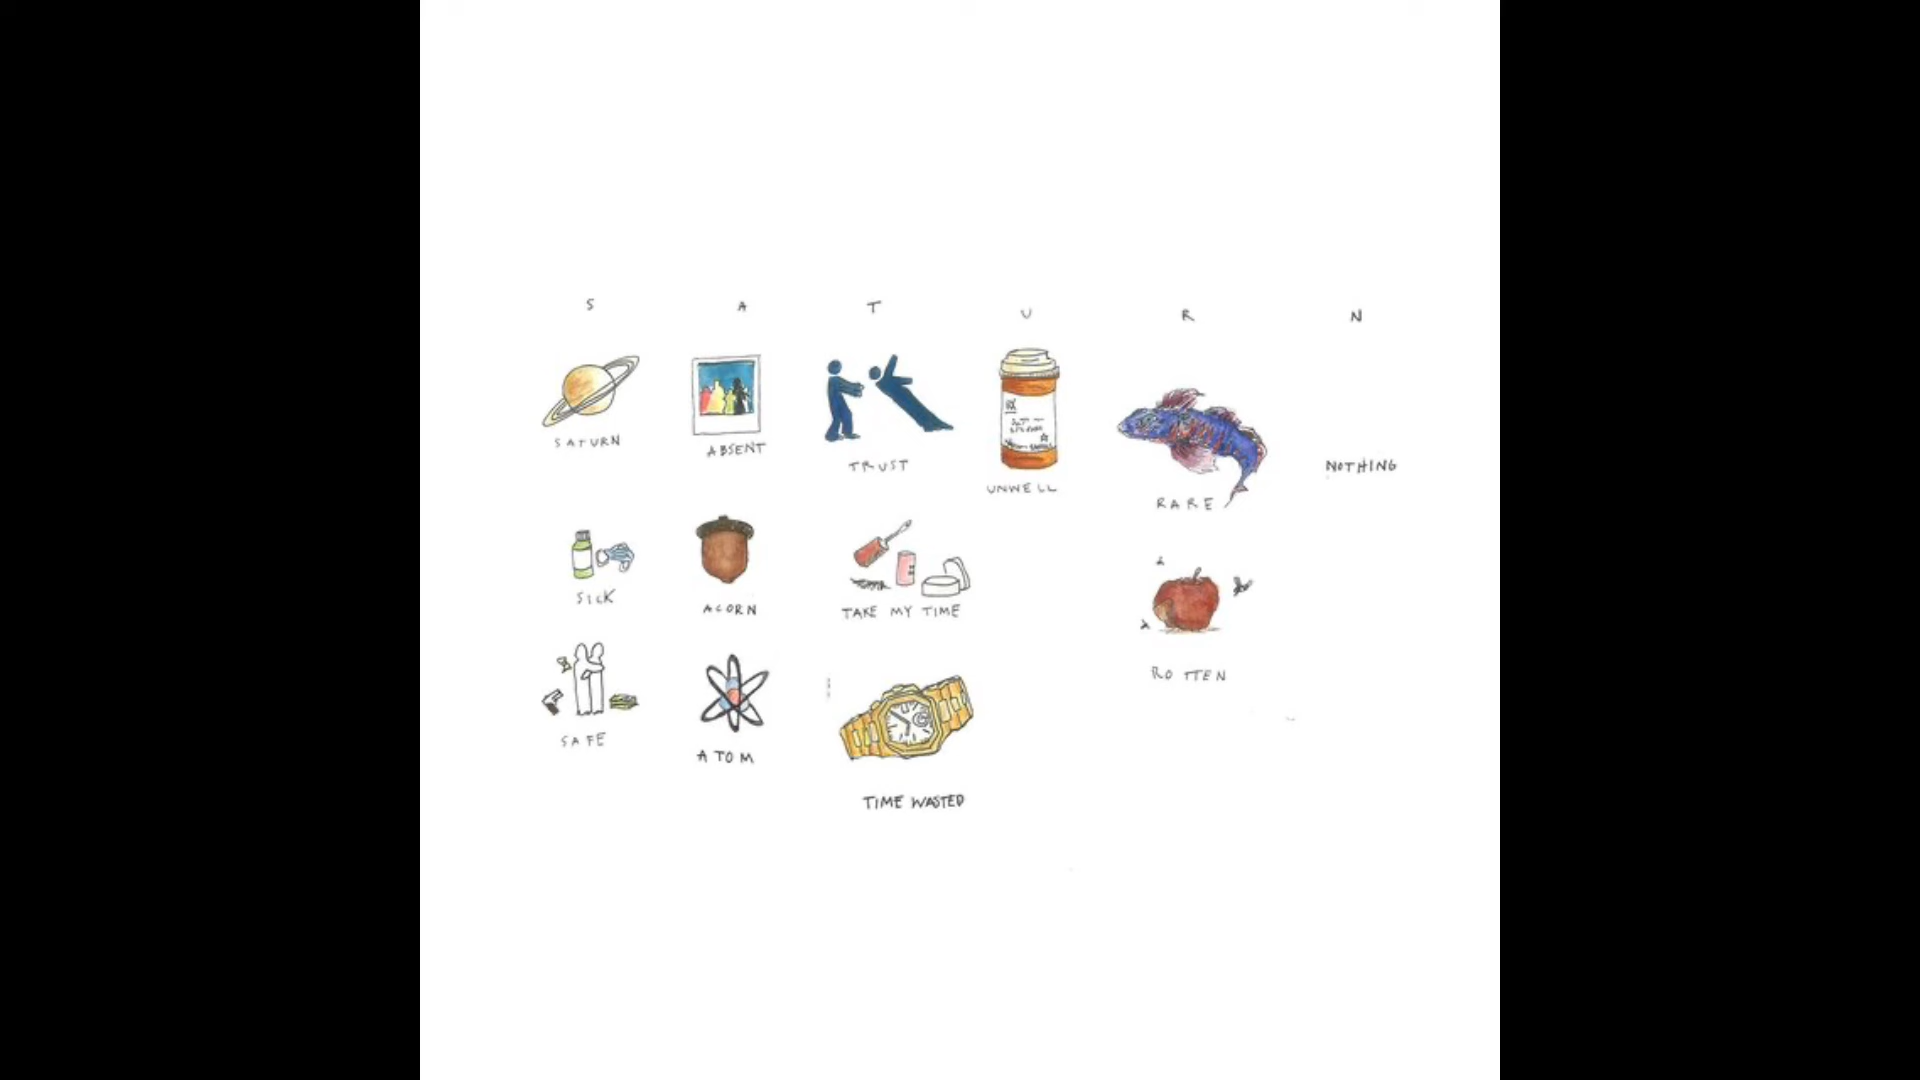 S A T U R N
SATURN
ABSENT
TRUST
UNWELL
RARE
NOTHING
SICK
ACORN
TAKE MY TIME
ROTTEN
SAFE
ATOM
TIME WASTED